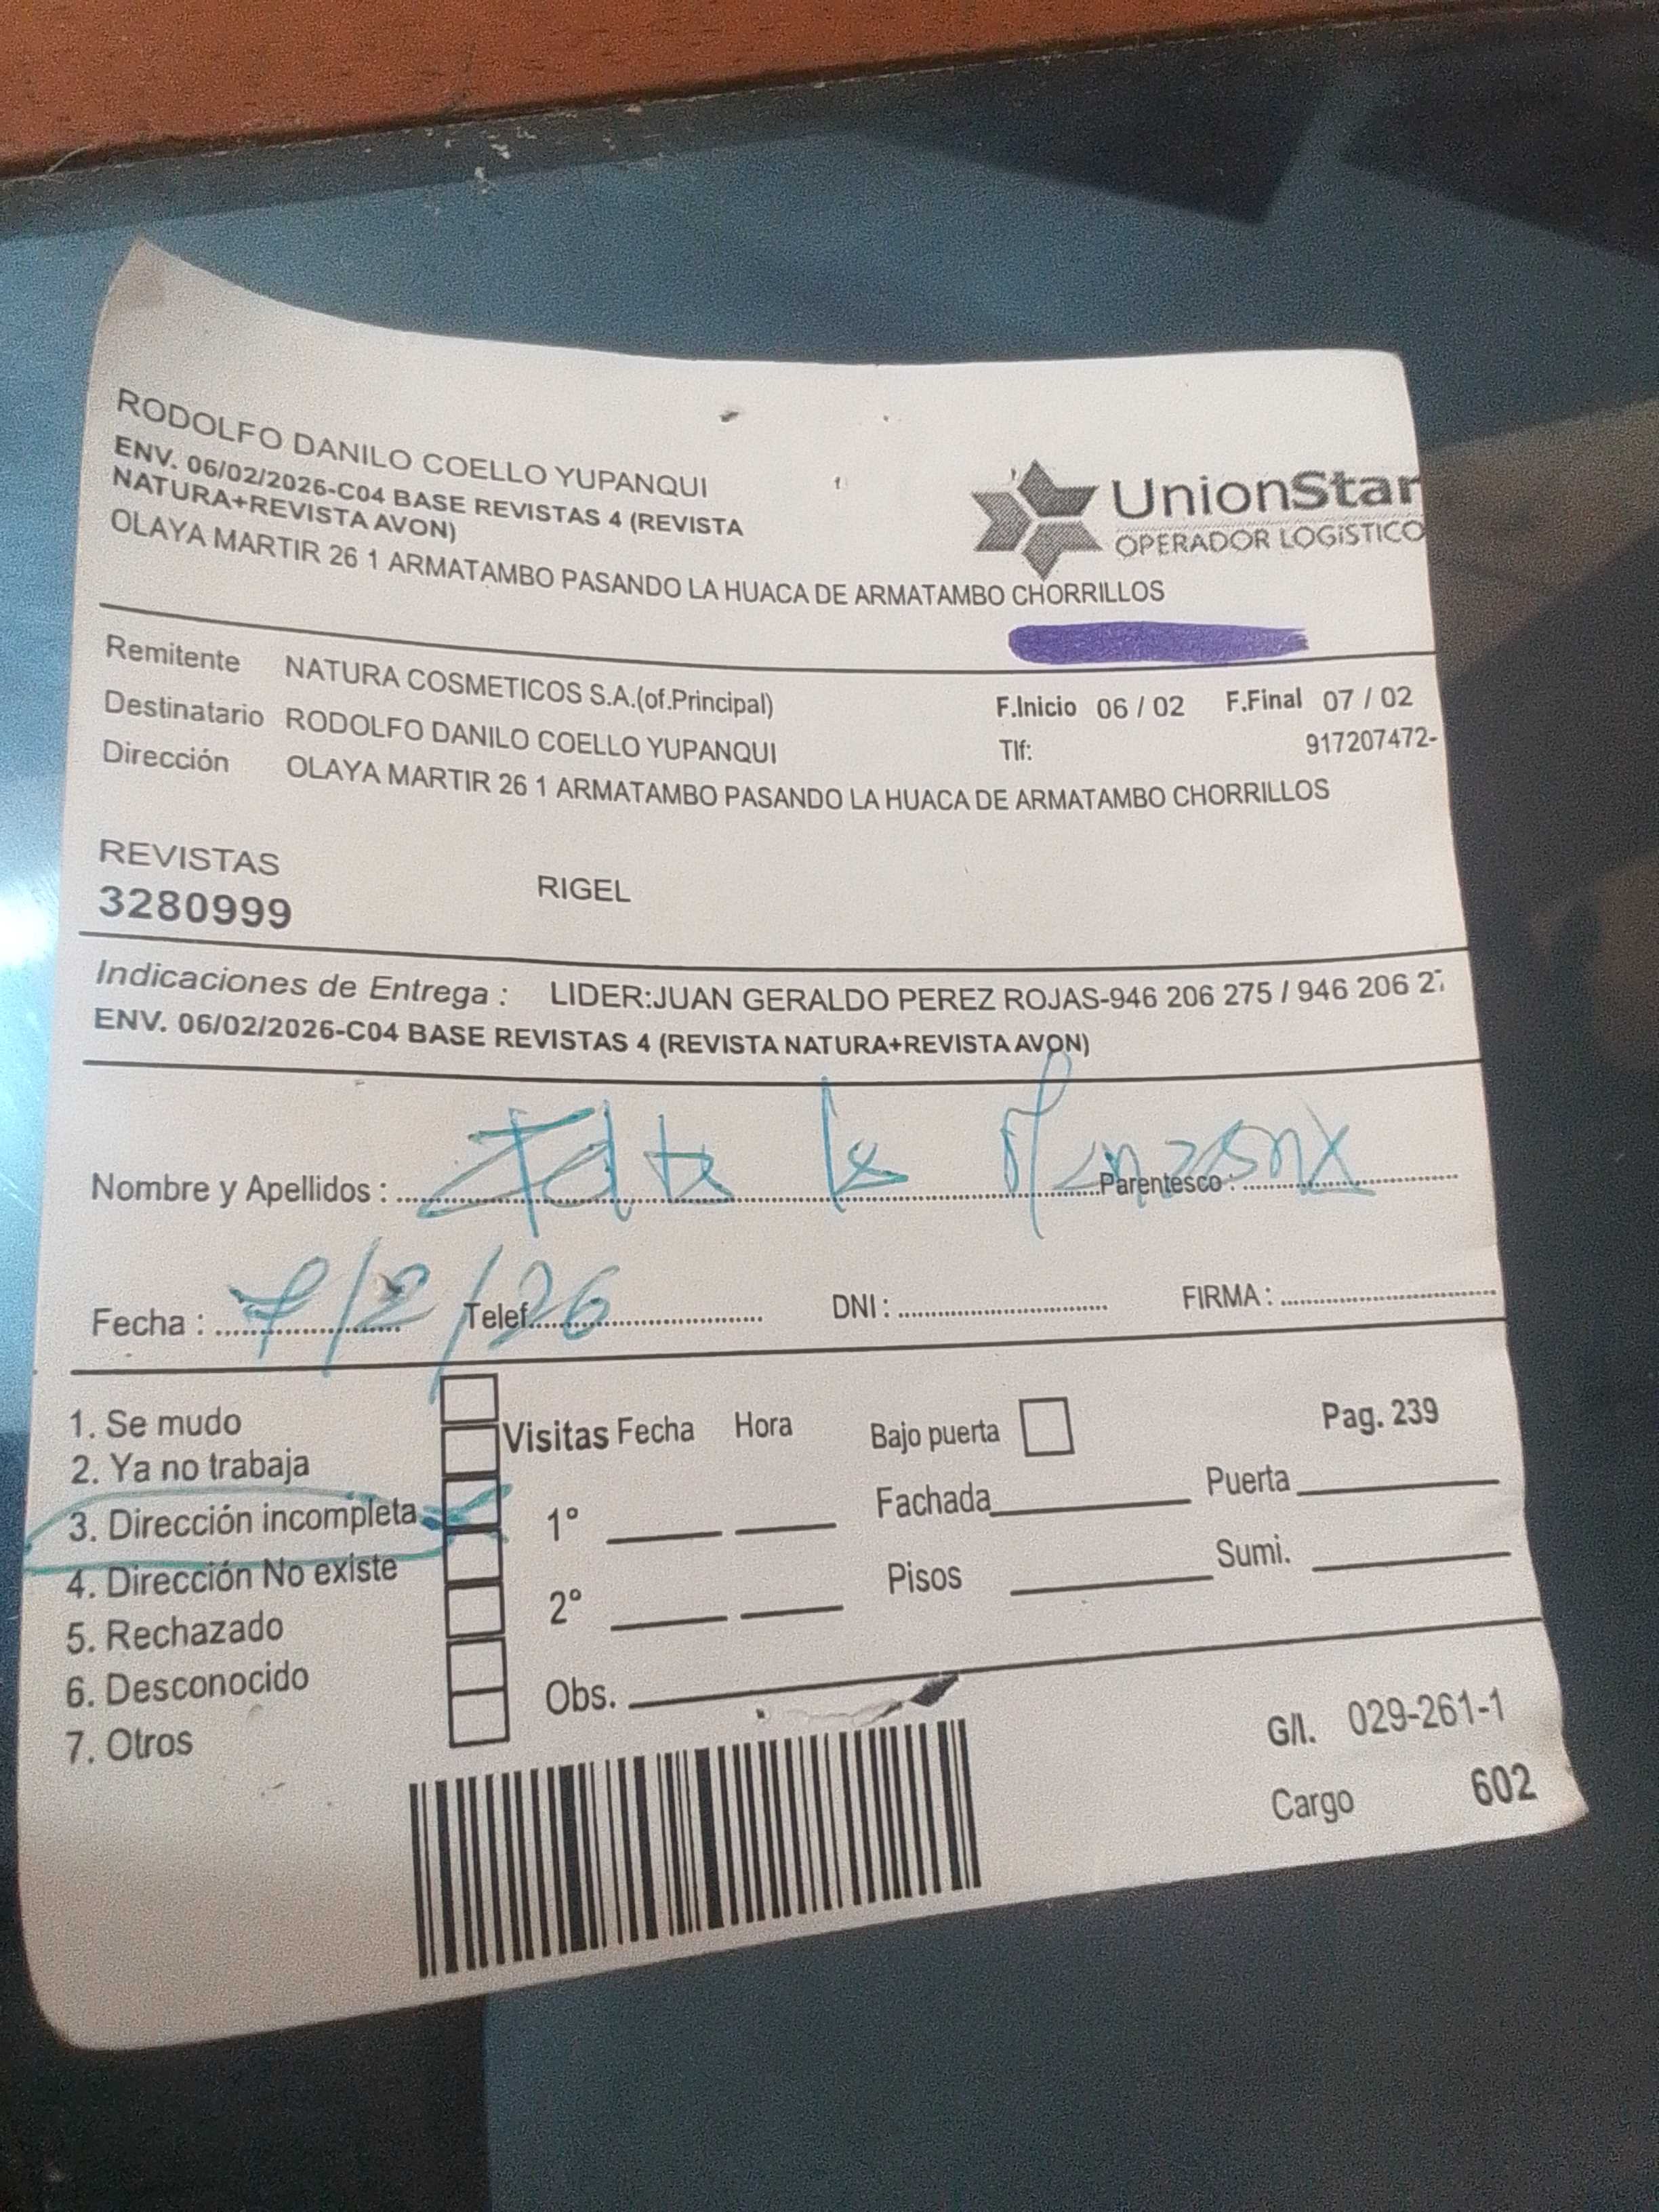 RODOLFO DANILO COELLO YUPANQUI
ENV. 06/02/2026-C04 BASE REVISTAS 4 (REVISTA
NATURA+REVISTA AVON)
OLAYA MARTIR 26 1 ARMATAMBO PASANDO LA HUACA DE ARMATAMBO CHORRILLOS
UnionStar
OPERADOR LOGÍSTICO
Remitente NATURA COSMETICOS S.A.(of.Principal) F.Inicio 06 / 02 F.Final 07 / 02
Destinatario RODOLFO DANILO COELLO YUPANQUI Tlf: 917207472-
Dirección OLAYA MARTIR 26 1 ARMATAMBO PASANDO LA HUACA DE ARMATAMBO CHORRILLOS
REVISTAS
3280999 RIGEL
Indicaciones de Entrega : LIDER:JUAN GERALDO PEREZ ROJAS-946 206 275 / 946 206
ENV. 06/02/2026-C04 BASE REVISTAS 4 (REVISTA NATURA+REVISTA AVON)
Nombre y Apellidos : Falta la Manzana Parentesco :
Fecha : 7/2/26 Telef. DNI : FIRMA :
1. Se mudo
2. Ya no trabaja
3. Dirección incompleta
4. Dirección No existe
5. Rechazado
6. Desconocido
7. Otros
Visitas Fecha Hora
1°
2°
Obs.
Bajo puerta
Fachada
Pisos
Pag. 239
Puerta
Sumi.
G/I. 029-261-1
Cargo 602